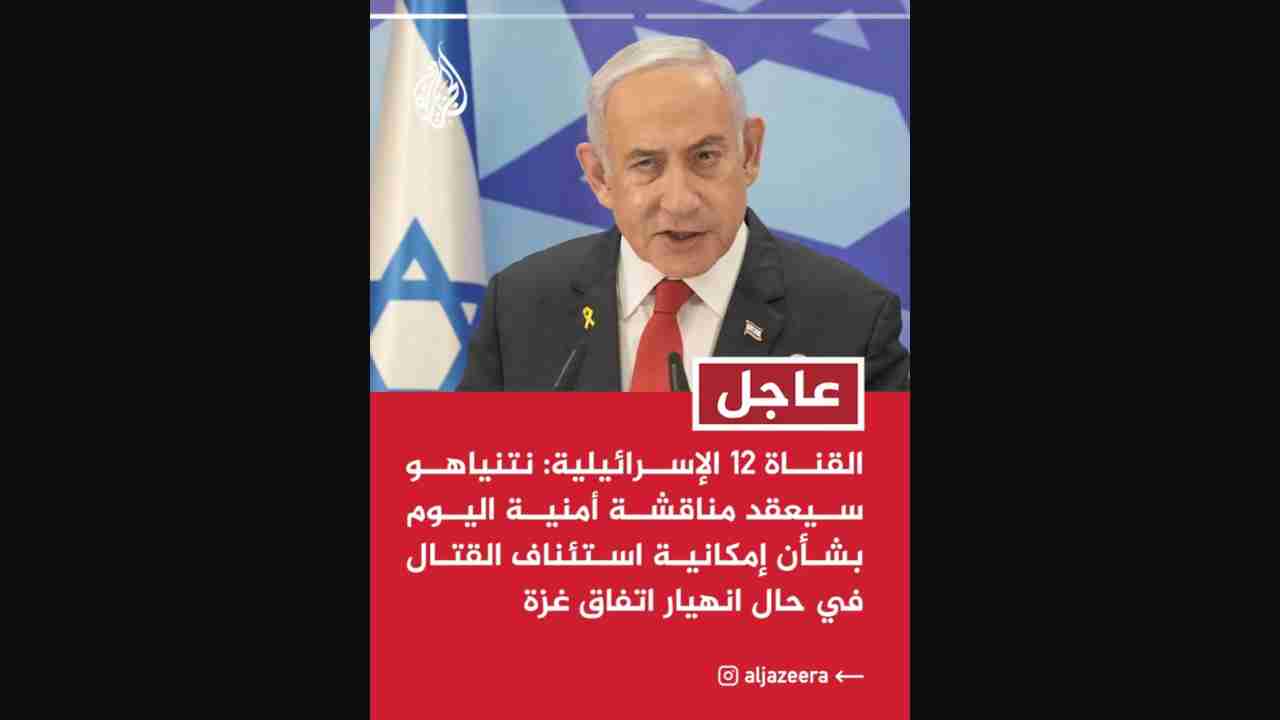 الجزيرة
عاجل
القناة 12 الإسرائيلية: نتنياهو
سيعقد مناقشة أمنية اليوم
بشأن إمكانية استئناف القتال
في حال انهيار اتفاق غزة
aljazeera